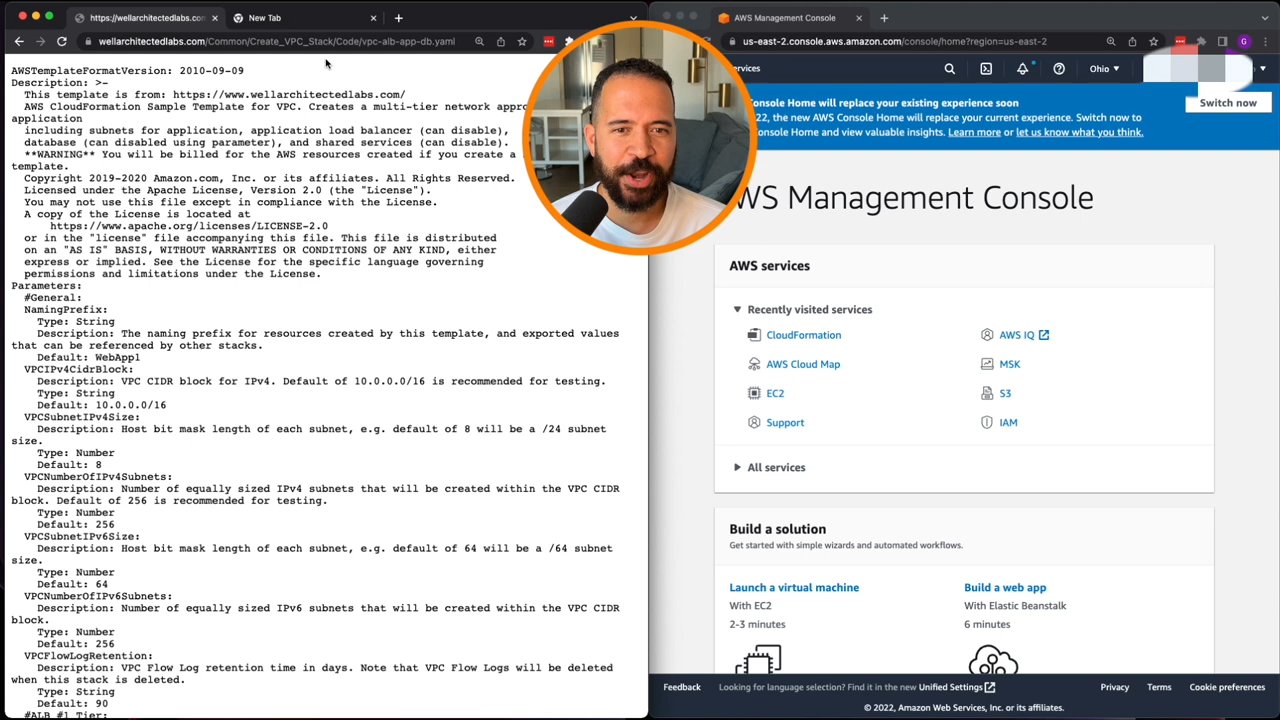 https://wellarchitectedlabs.com/
New Tab
wellarchitectedlabs.com/Common/Create_VPC_Stack/Code/vpc-alb-app-db.yaml
AWSTemplateFormatVersion: 2010-09-09
Description: >-
This template is from: https://www.wellarchitectedlabs.com/
AWS CloudFormation Sample Template for VPC. Creates a multi-tier network
application
including subnets for application, application load balancer (can disable),
database (can disabled using parameter), and shared services (can disable).
**WARNING** You will be billed for the AWS resources created if you create a
template.
Copyright 2019-2020 Amazon.com, Inc. or its affiliates. All Rights Reserved.
Licensed under the Apache License, Version 2.0 (the "License").
You may not use this file except in compliance with the License.
A copy of the License is located at
https://www.apache.org/licenses/LICENSE-2.0
or in the "license" file accompanying this file. This file is distributed
on an "AS IS" BASIS, WITHOUT WARRANTIES OR CONDITIONS OF ANY KIND, either
express or implied. See the License for the specific language governing
permissions and limitations under the License.
Parameters:
#General:
NamingPrefix:
Type: String
Description: The naming prefix for resources created by this template, and exported values
that can be referenced by other stacks.
Default: WebApp1
VPCIPv4CidrBlock:
Description: VPC CIDR block for IPv4. Default of 10.0.0.0/16 is recommended for testing.
Type: String
Default: 10.0.0.0/16
VPCSubnetIPv4Size:
Description: Host bit mask length of each subnet, e.g. default of 8 will be a /24 subnet
size.
Type: Number
Default: 8
VPCNumberOfIPv4Subnets:
Description: Number of equally sized IPv4 subnets that will be created within the VPC CIDR
block. Default of 256 is recommended for testing.
Type: Number
Default: 256
VPCSubnetIPv6Size:
Description: Host bit mask length of each subnet, e.g. default of 64 will be a /64 subnet
size.
Type: Number
Default: 64
VPCNumberOfIPv6Subnets:
Description: Number of equally sized IPv6 subnets that will be created within the VPC CIDR
block.
Type: Number
Default: 256
VPCFlowLogRetention:
Description: VPC Flow Log retention time in days. Note that VPC Flow Logs will be deleted
when this stack is deleted.
Type: String
Default: 90
#ALB #1 Tier:
AWS Management Console
us-east-2.console.aws.amazon.com/console/home?region=us-east-2
G
Ohio
Console Home will replace your existing experience soon
the new AWS Console Home will replace your current experience. Switch to
Console Home and view valuable insights. Learn more or let us know what you think.
Switch now
AWS Management Console
AWS services
Recently visited services
CloudFormation
AWS IQ
AWS Cloud Map
MSK
EC2
S3
Support
IAM
All services
Build a solution
Get started with simple wizards and automated workflows.
Launch a virtual machine
Build a web app
With EC2
With Elastic Beanstalk
2-3 minutes
6 minutes
Feedback
Looking for language selection? Find it in the new Unified Settings
Privacy
Terms
Cookie preferences
© 2022, Amazon Web Services, Inc. or its affiliates.